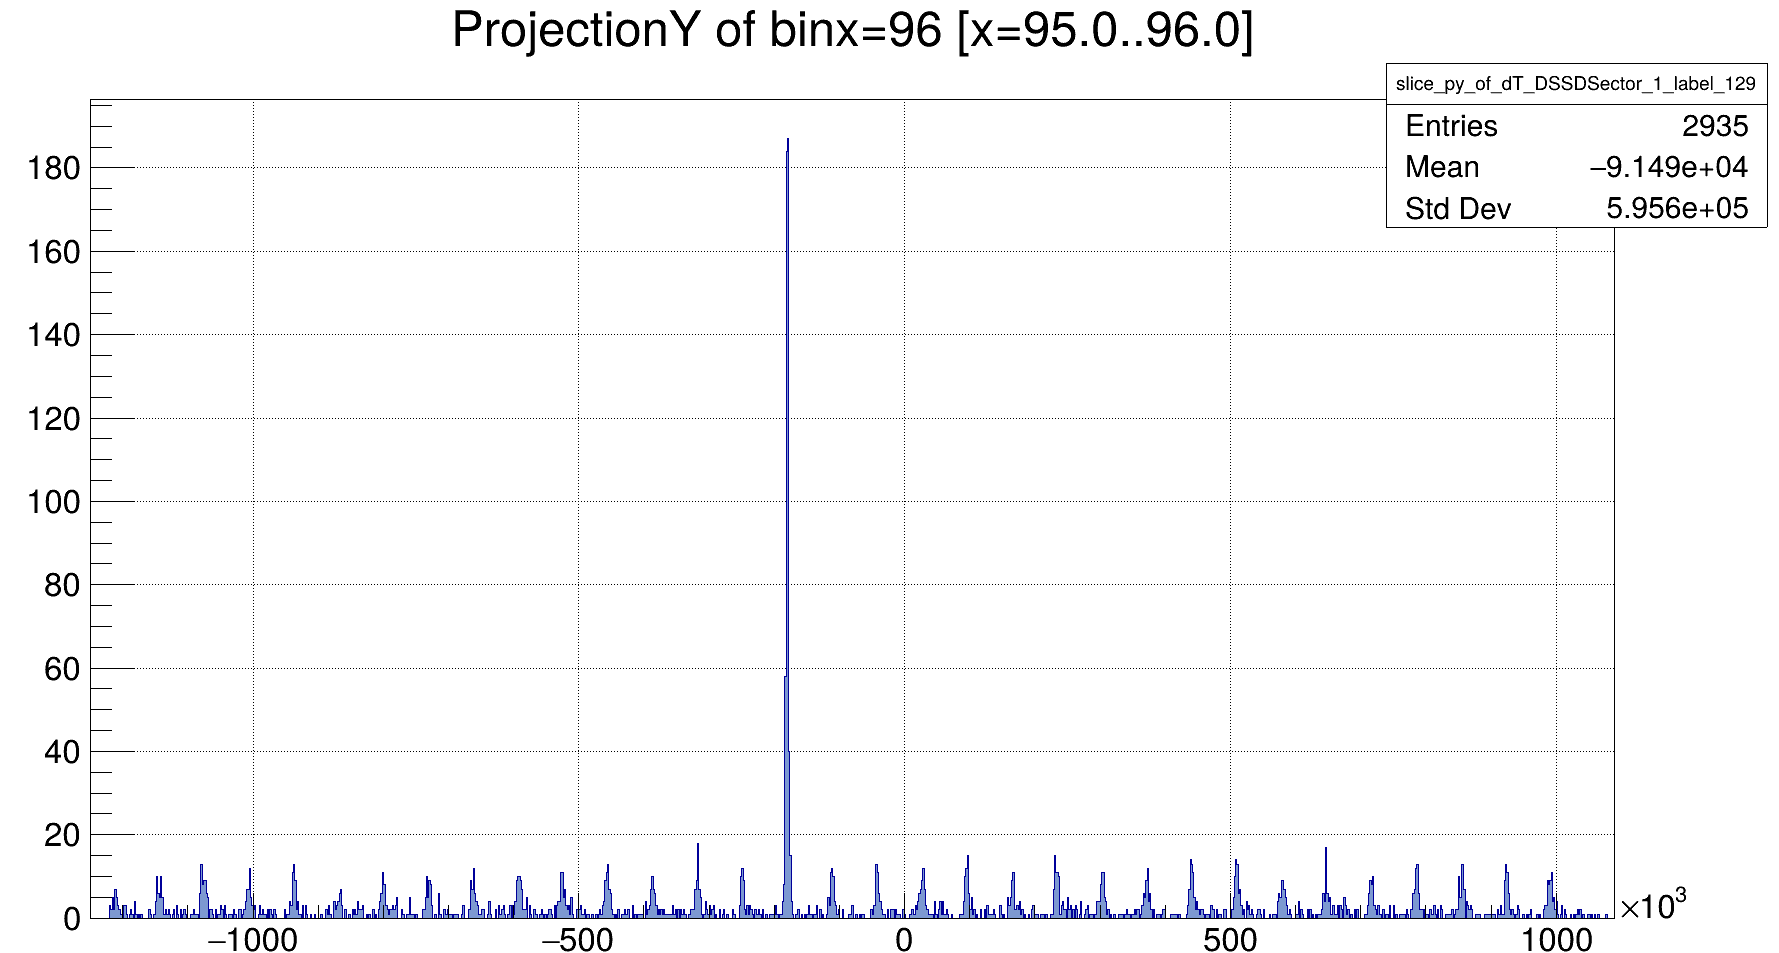 ProjectionY of binx=96 [x=95.0..96.0]
slice_py_of_dT_DSSDSector_1_label_129
Entries 2935
Mean −9.149e+04
Std Dev 5.956e+05
180
160
140
120
100
80
60
40
20
0
−1000 −500 0 500 1000
×10³